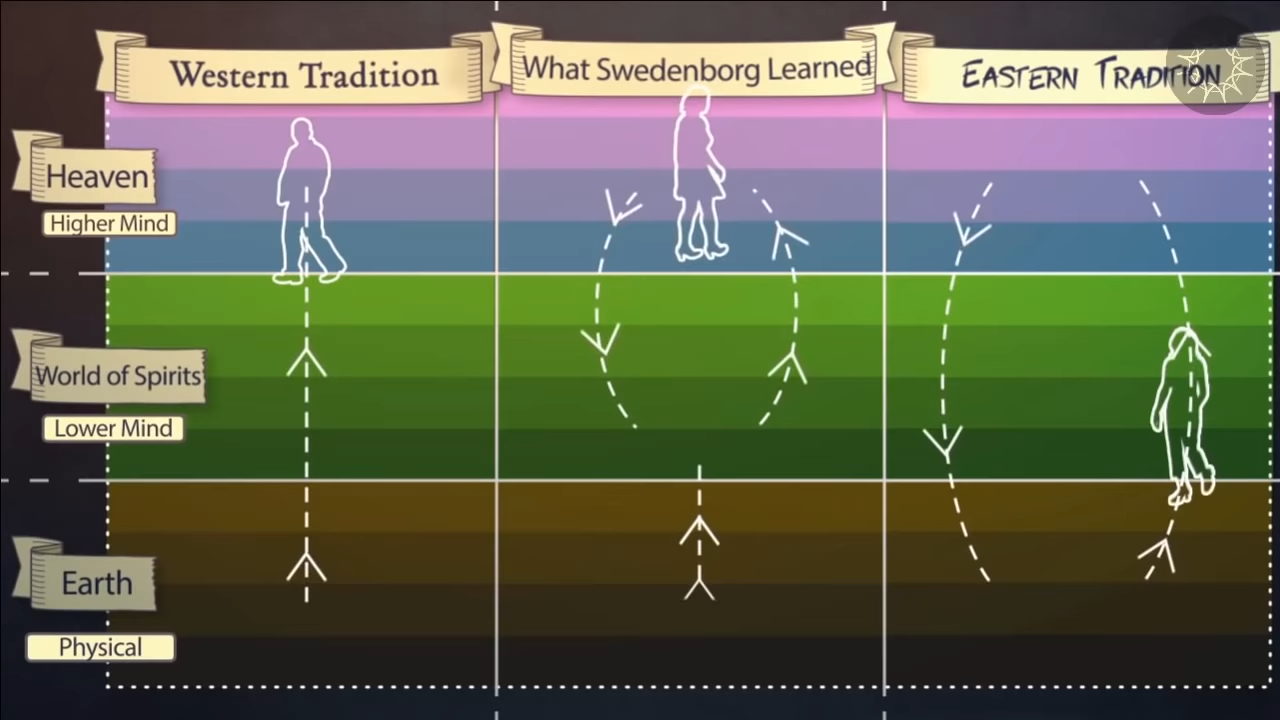 Western Tradition
What Swedenborg Learned
Eastern Tradition
Heaven
Higher Mind
World of Spirits
Lower Mind
Earth
Physical